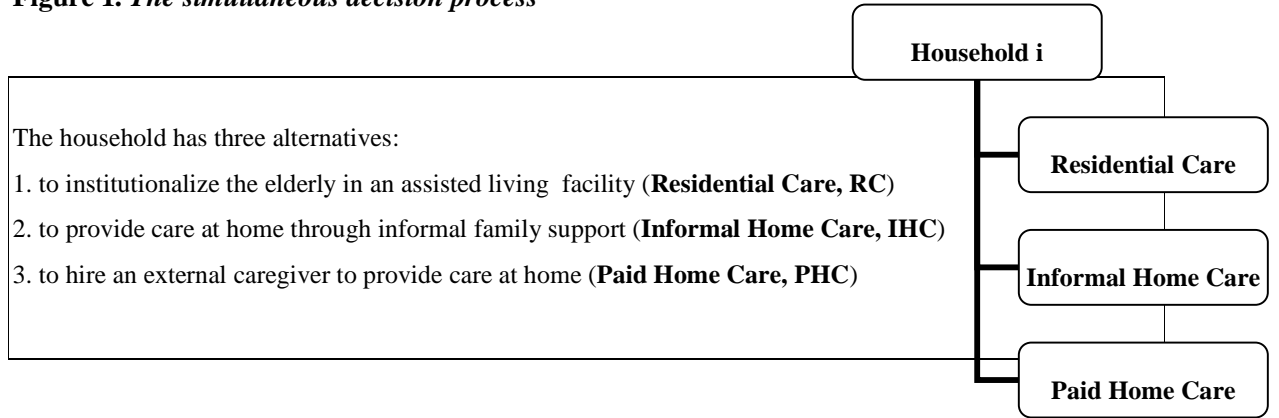 Figure 1. The simultaneous decision process
Household i
The household has three alternatives:
1. to institutionalize the elderly in an assisted living facility (Residential Care, RC)
2. to provide care at home through informal family support (Informal Home Care, IHC)
3. to hire an external caregiver to provide care at home (Paid Home Care, PHC)
Residential Care
Informal Home Care
Paid Home Care